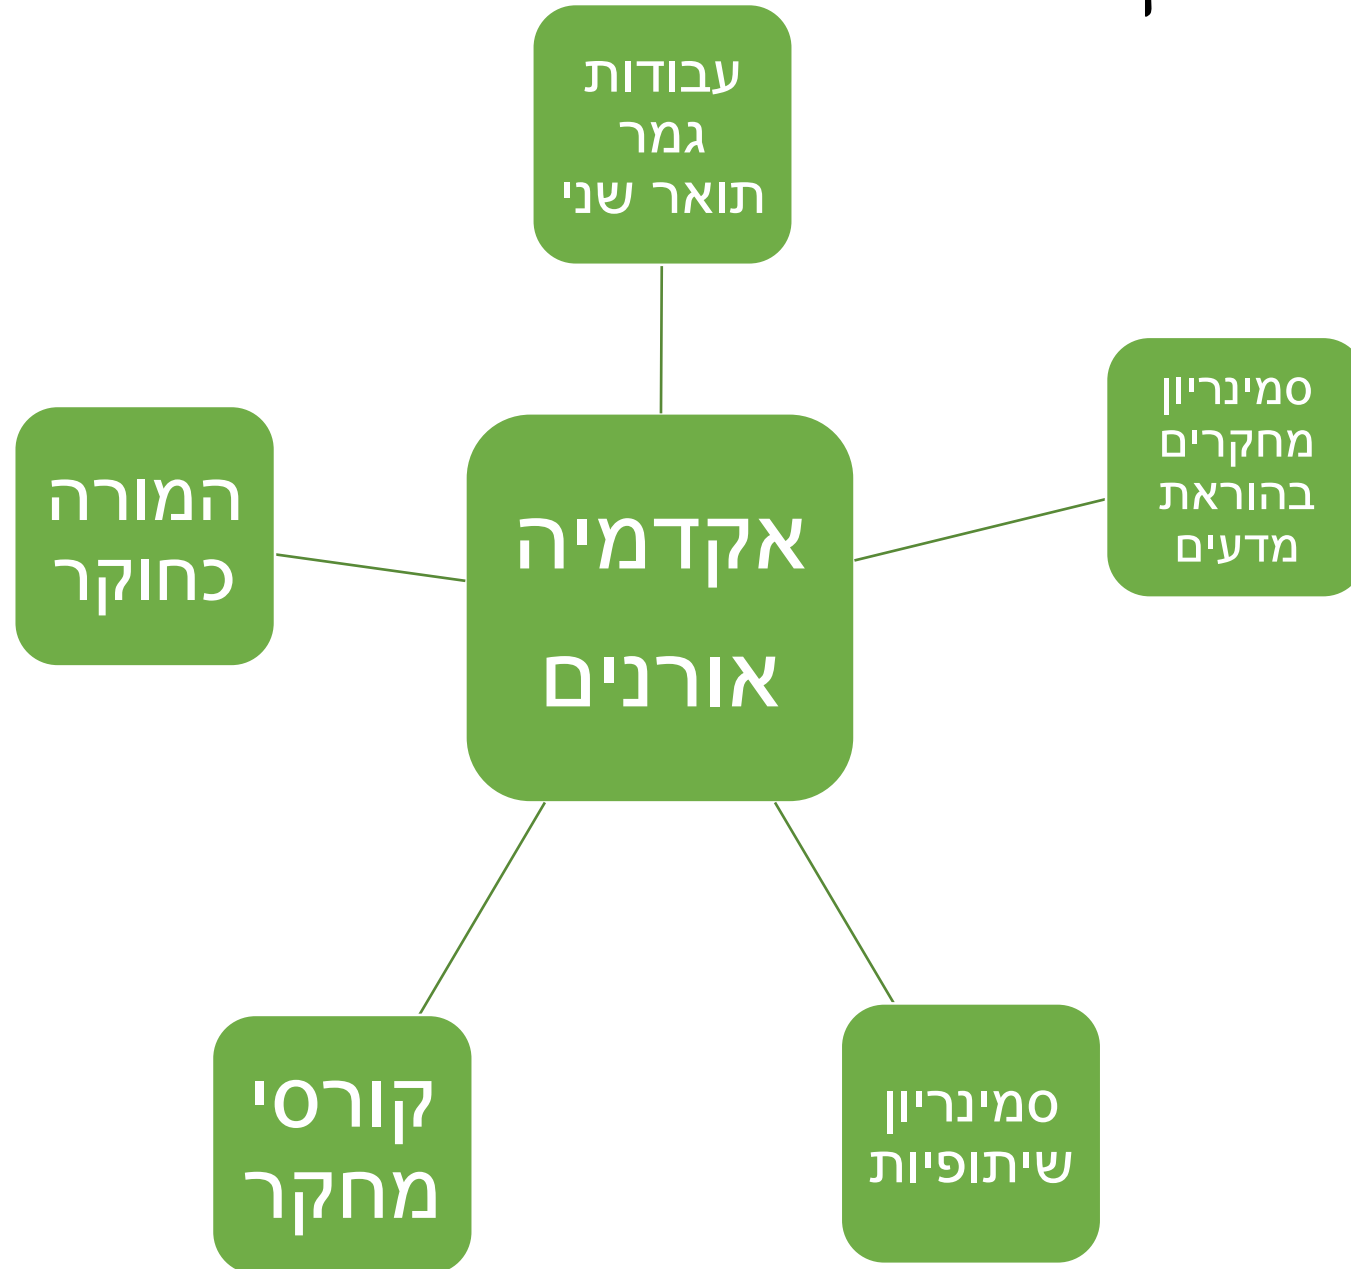 עבודות
גמר
תואר שני
סמינריון
מחקרים
בהוראת
מדעים
המורה
כחוקר
אקדמיה
אורנים
קורסי
מחקר
סמינריון
שיתופיות